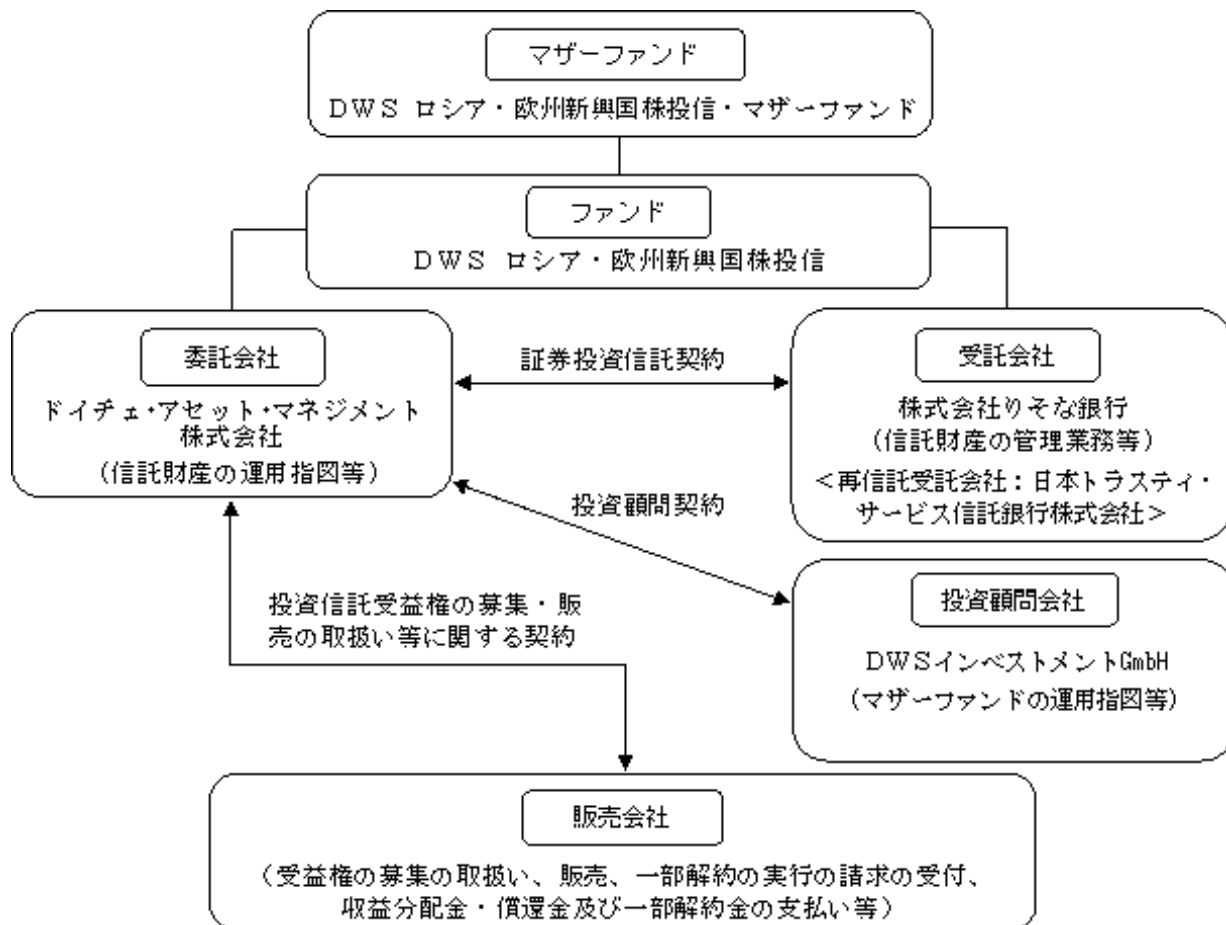 マザーファンド
DWS ロシア・欧州新興国株投信・マザーファンド
ファンド
DWS ロシア・欧州新興国株投信
委託会社
ドイチェ・アセット・マネジメント
株式会社
(信託財産の運用指図等)
証券投資信託契約
受託会社
株式会社りそな銀行
(信託財産の管理業務等)
<再信託受託会社:日本トラスティ・
サービス信託銀行株式会社>
投資顧問契約
投資信託受益権の募集・販
売の取扱い等に関する契約
投資顧問会社
DWSインベストメントGmbH
(マザーファンドの運用指図等)
販売会社
(受益権の募集の取扱い、販売、一部解約の実行の請求の受付、
収益分配金・償還金及び一部解約金の支払い等)